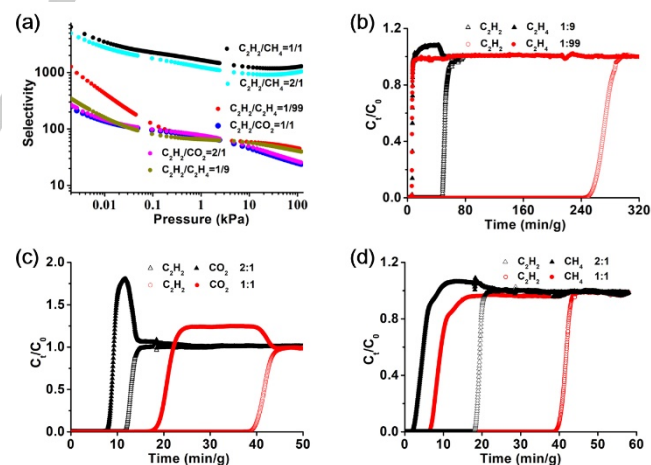 (a)
C₂H₂/CH₄=1/1
C₂H₂/CH₄=2/1
C₂H₂/C₂H₄=1/99
C₂H₂/CO₂=1/1
C₂H₂/CO₂=2/1
C₂H₂/C₂H₄=1/9
1000
100
10
Selectivity
0.01 0.1 1 10 100
Pressure (kPa)
(b)
C₂H₂ C₂H₄ 1:9
C₂H₂ C₂H₄ 1:99
1.2
0.8
0.4
0.0
Cₜ/C₀
0 80 160 240 320
Time (min/g)
(c)
C₂H₂ CO₂ 2:1
C₂H₂ CO₂ 1:1
2.0
1.5
1.0
0.5
0.0
Cₜ/C₀
0 10 20 30 40 50
Time (min/g)
(d)
C₂H₂ CH₄ 2:1
C₂H₂ CH₄ 1:1
1.2
0.8
0.4
0.0
Cₜ/C₀
0 20 40 60
Time (min/g)